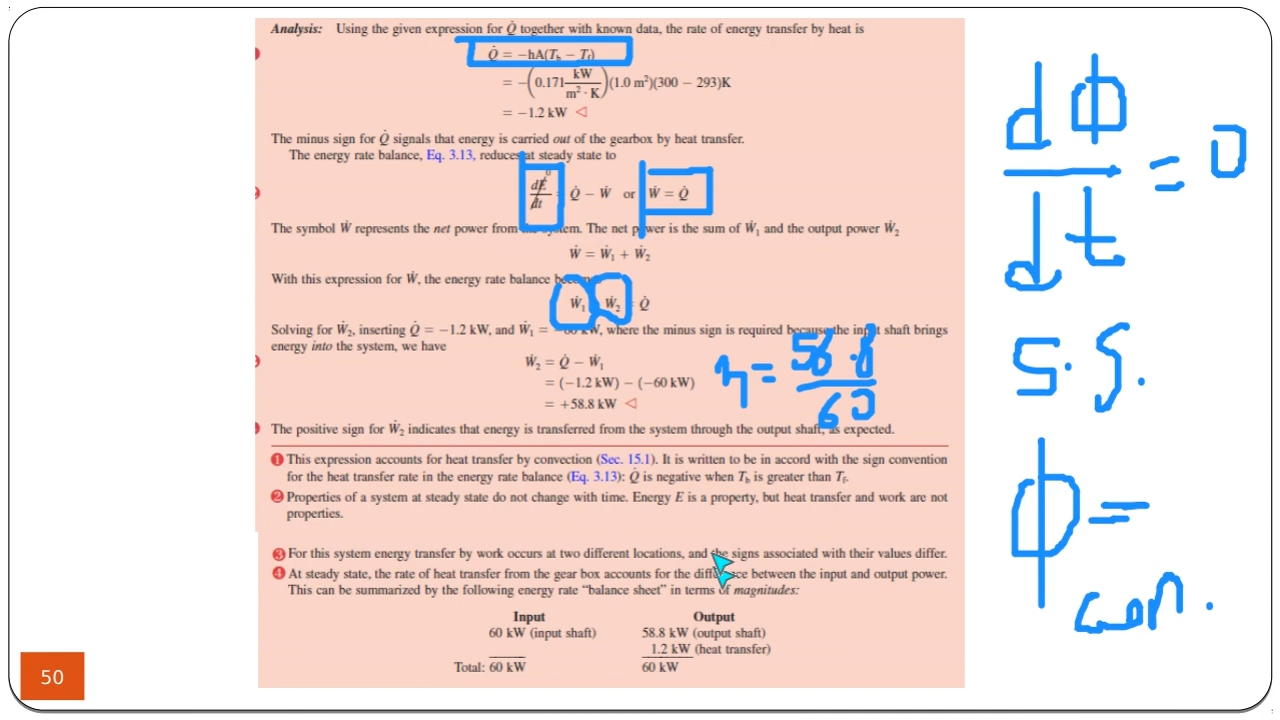 Analysis: Using the given expression for Q̇ together with known data, the rate of energy transfer by heat is
Q̇ = −hA(T_b − T_f)
= −(0.171 kW/m² · K)(1.0 m²)(300 − 293)K
= −1.2 kW ◁
The minus sign for Q̇ signals that energy is carried out of the gearbox by heat transfer.
The energy rate balance, Eq. 3.13, reduces at steady state to
dE/dt 0 = Q̇ − Ẇ or Ẇ = Q̇
The symbol Ẇ represents the net power from the system. The net power is the sum of Ẇ₁ and the output power Ẇ₂
Ẇ = Ẇ₁ + Ẇ₂
With this expression for Ẇ, the energy rate balance becomes
Ẇ₁ Ẇ₂ = Q̇
Solving for Ẇ₂, inserting Q̇ = −1.2 kW, and Ẇ₁ = −60 kW, where the minus sign is required because the input shaft brings
energy into the system, we have
Ẇ₂ = Q̇ − Ẇ₁
= (−1.2 kW) − (−60 kW)
= +58.8 kW ◁
η = 58.8/60
The positive sign for Ẇ₂ indicates that energy is transferred from the system through the output shaft, as expected.
❶ This expression accounts for heat transfer by convection (Sec. 15.1). It is written to be in accord with the sign convention
for the heat transfer rate in the energy rate balance (Eq. 3.13): Q̇ is negative when T_b is greater than T_f.
❷ Properties of a system at steady state do not change with time. Energy E is a property, but heat transfer and work are not
properties.
❸ For this system energy transfer by work occurs at two different locations, and the signs associated with their values differ.
❹ At steady state, the rate of heat transfer from the gear box accounts for the difference between the input and output power.
This can be summarized by the following energy rate “balance sheet” in terms of magnitudes:
Input Output
60 kW (input shaft) 58.8 kW (output shaft)
1.2 kW (heat transfer)
Total: 60 kW 60 kW
dϕ/dt = 0
S.S.
ϕ =
con.
50